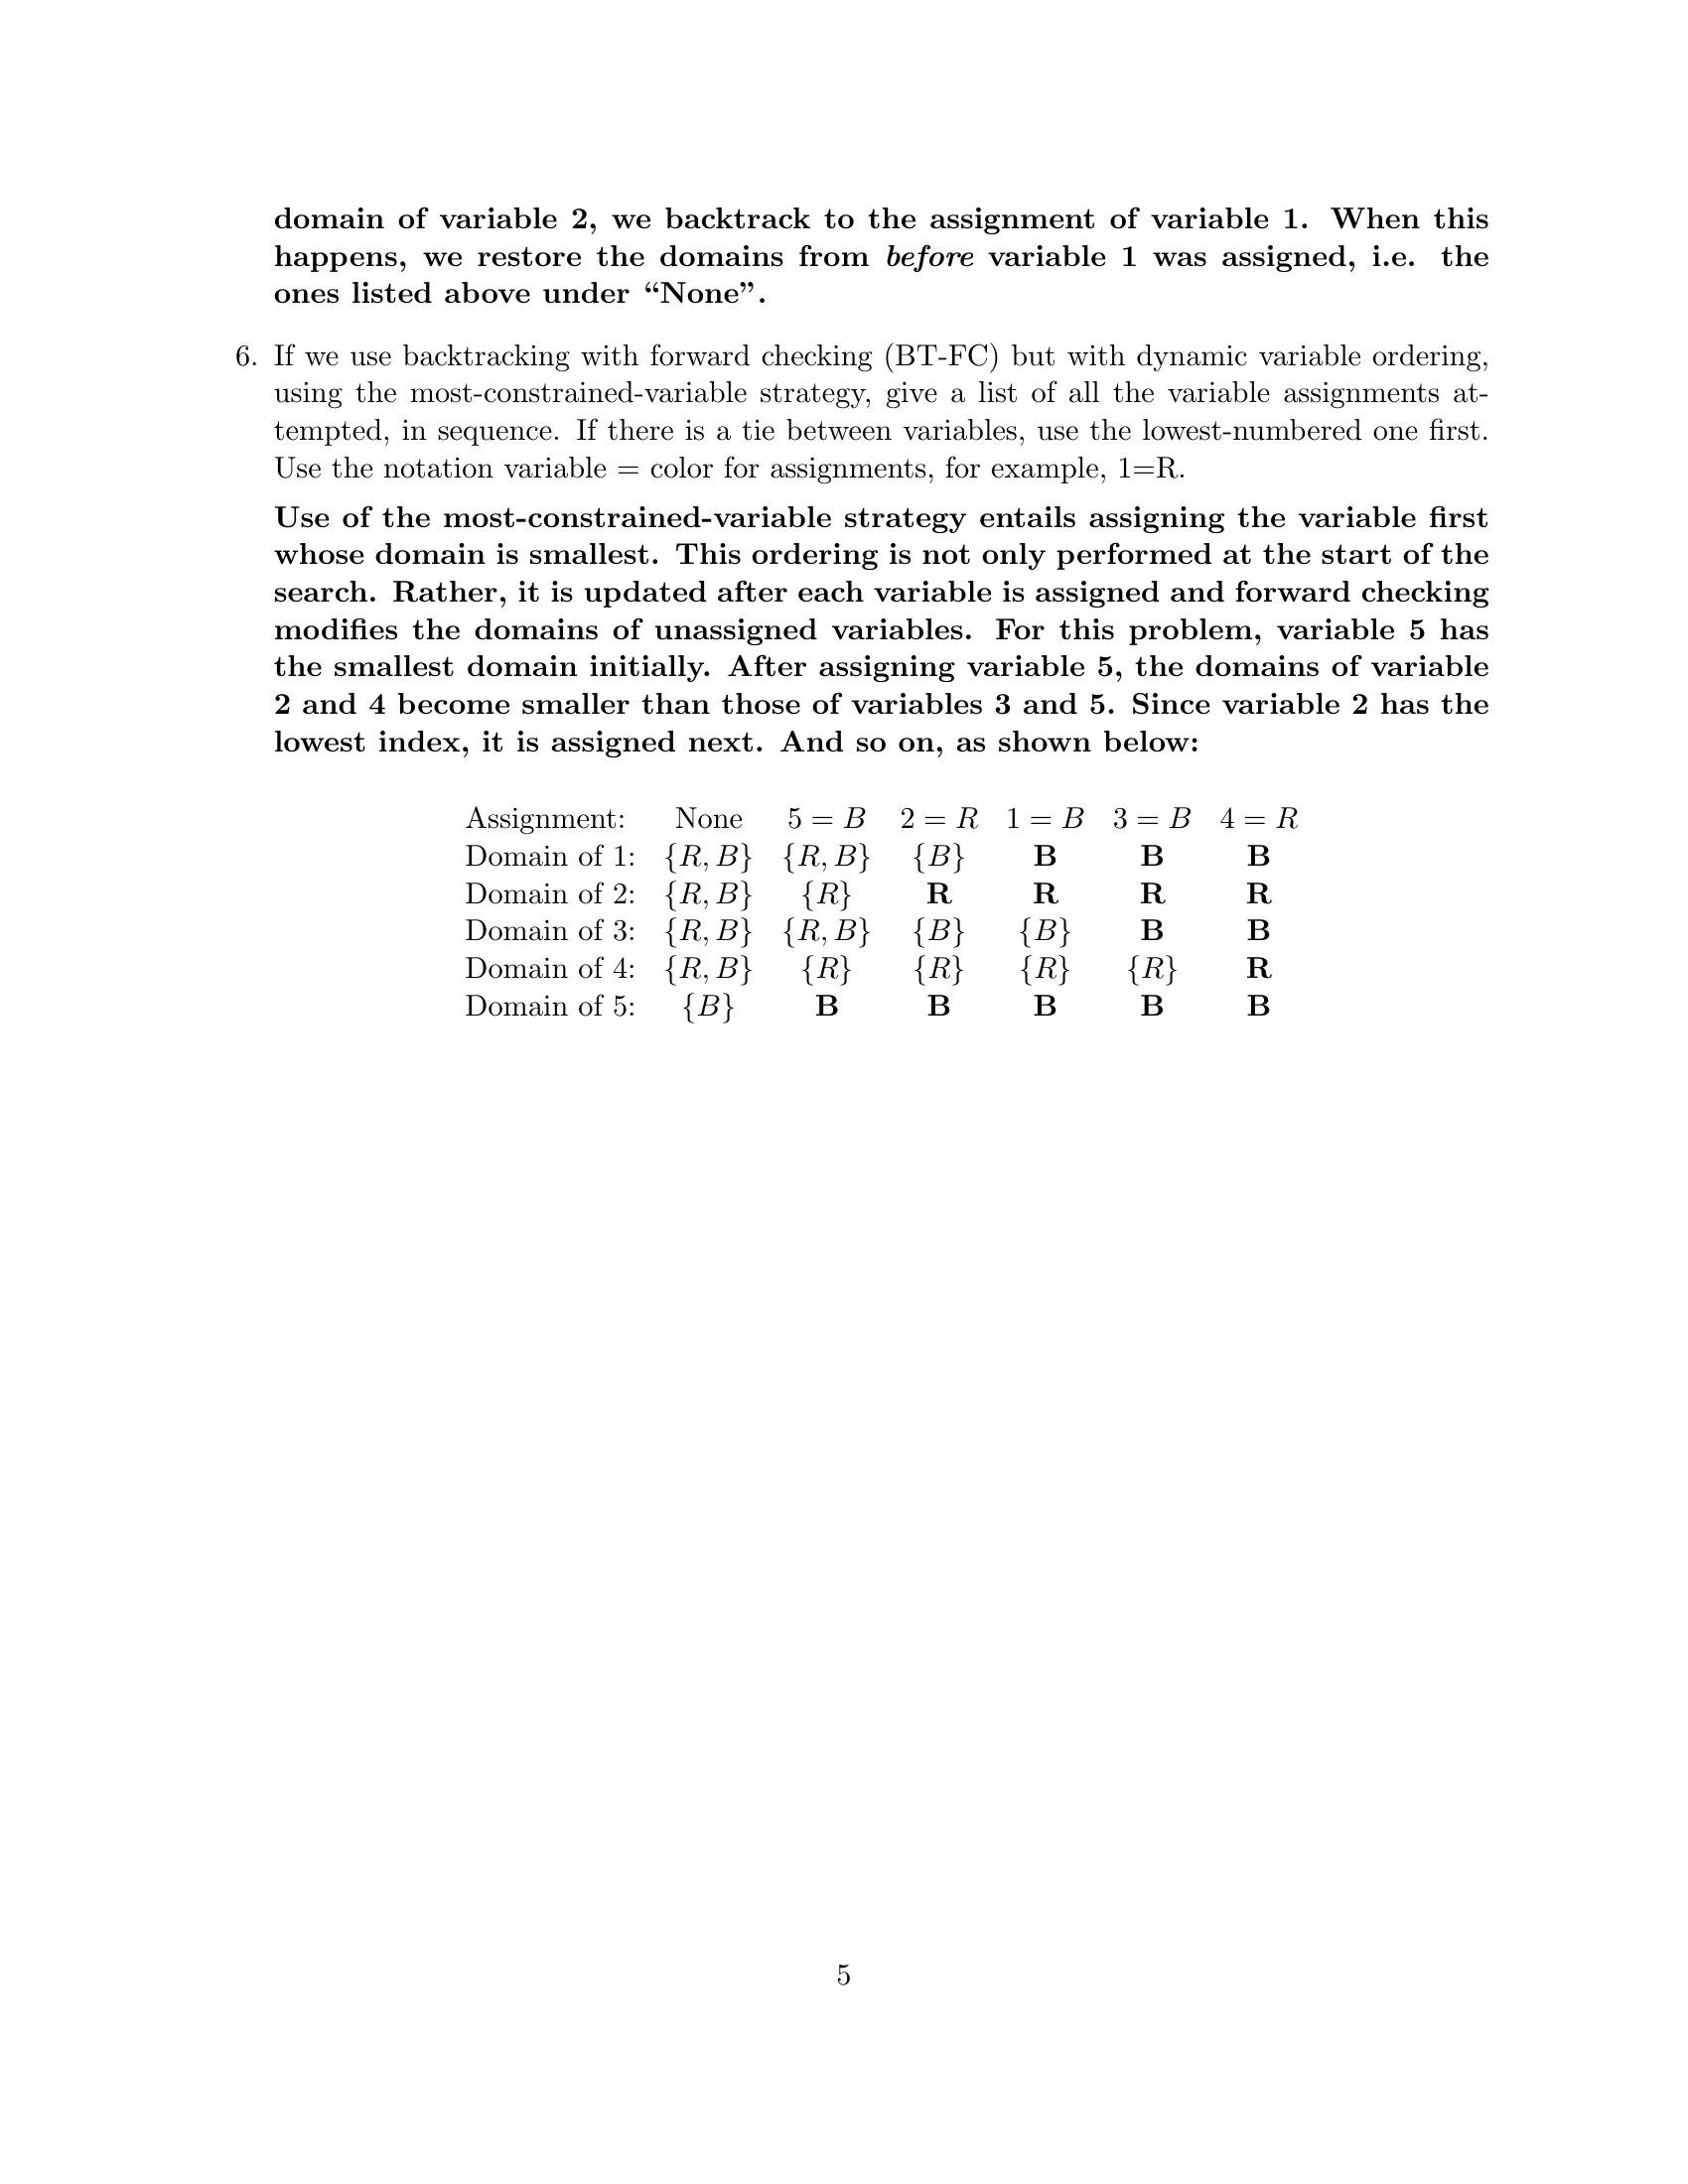 domain of variable 2, we backtrack to the assignment of variable 1. When this
happens, we restore the domains from before variable 1 was assigned, i.e. the
ones listed above under “None”.
6. If we use backtracking with forward checking (BT-FC) but with dynamic variable ordering,
using the most-constrained-variable strategy, give a list of all the variable assignments at-
tempted, in sequence. If there is a tie between variables, use the lowest-numbered one first.
Use the notation variable = color for assignments, for example, 1=R.
Use of the most-constrained-variable strategy entails assigning the variable first
whose domain is smallest. This ordering is not only performed at the start of the
search. Rather, it is updated after each variable is assigned and forward checking
modifies the domains of unassigned variables. For this problem, variable 5 has
the smallest domain initially. After assigning variable 5, the domains of variable
2 and 4 become smaller than those of variables 3 and 5. Since variable 2 has the
lowest index, it is assigned next. And so on, as shown below:
Assignment: None 5 = B 2 = R 1 = B 3 = B 4 = R
Domain of 1: {R, B} {R, B} {B} B B B
Domain of 2: {R, B} {R} R R R R
Domain of 3: {R, B} {R, B} {B} {B} B B
Domain of 4: {R, B} {R} {R} {R} {R} R
Domain of 5: {B} B B B B B
5